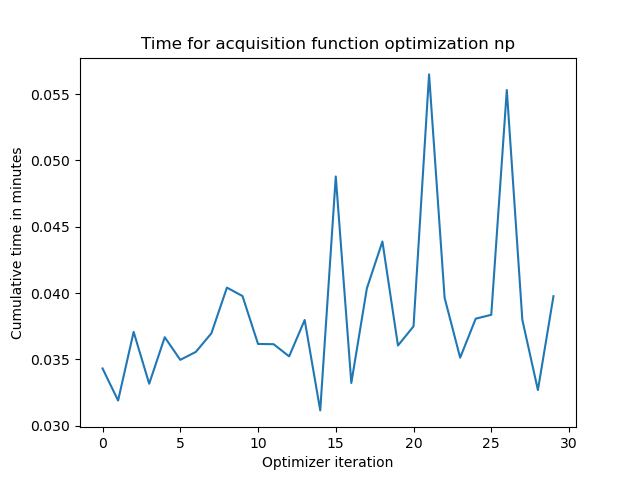 Time for acquisition function optimization np
Cumulative time in minutes
0.055
0.050
0.045
0.040
0.035
0.030
0 5 10 15 20 25 30
Optimizer iteration